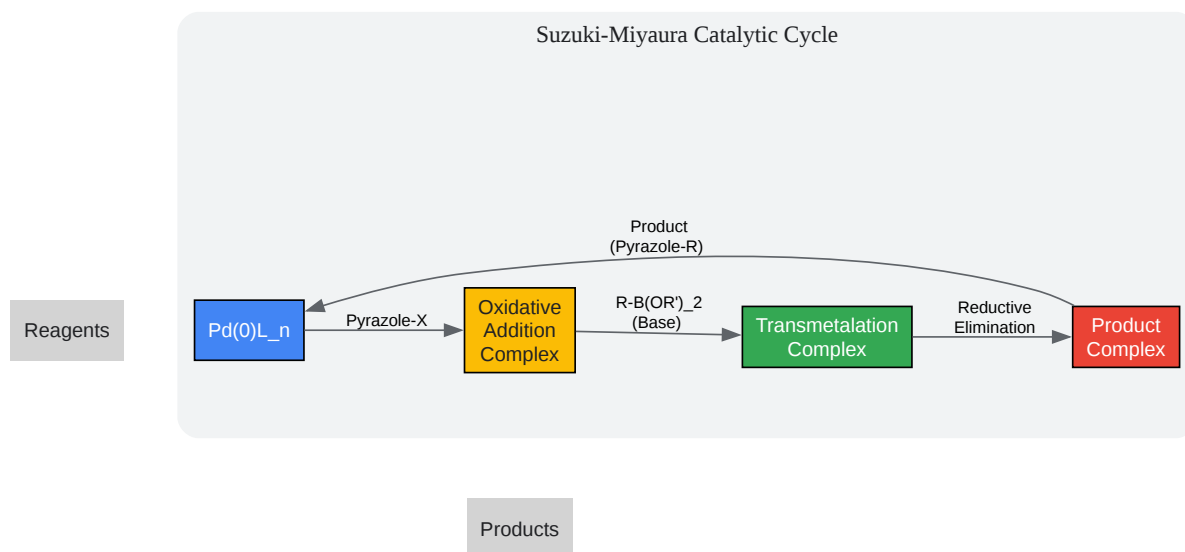 Suzuki-Miyaura Catalytic Cycle
Product
(Pyrazole-R)
Reagents
Pd(0)L_n
Pyrazole-X
Oxidative
Addition
Complex
R-B(OR')_2
(Base)
Transmetalation
Complex
Reductive
Elimination
Product
Complex
Products